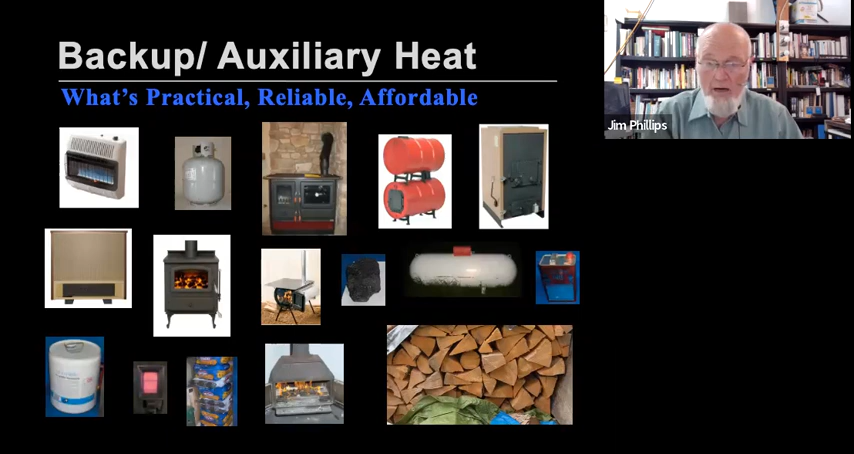 Backup/ Auxiliary Heat
What's Practical, Reliable, Affordable
Jim Phillips